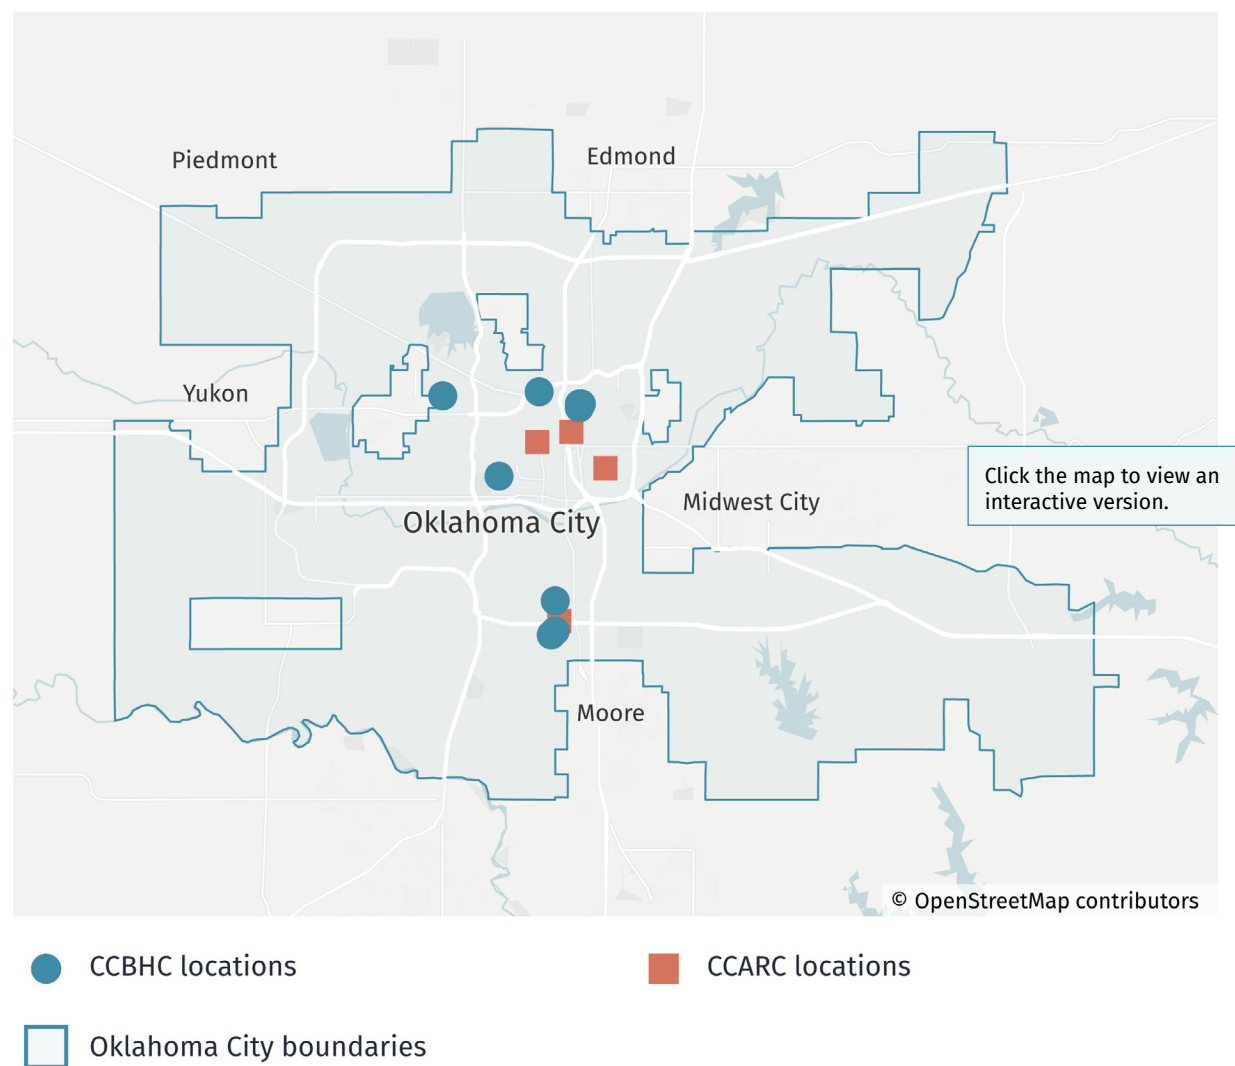 Piedmont
Edmond
Yukon
Click the map to view an
interactive version.
Midwest City
Oklahoma City
Moore
© OpenStreetMap contributors
CCBHC locations
CCARC locations
Oklahoma City boundaries